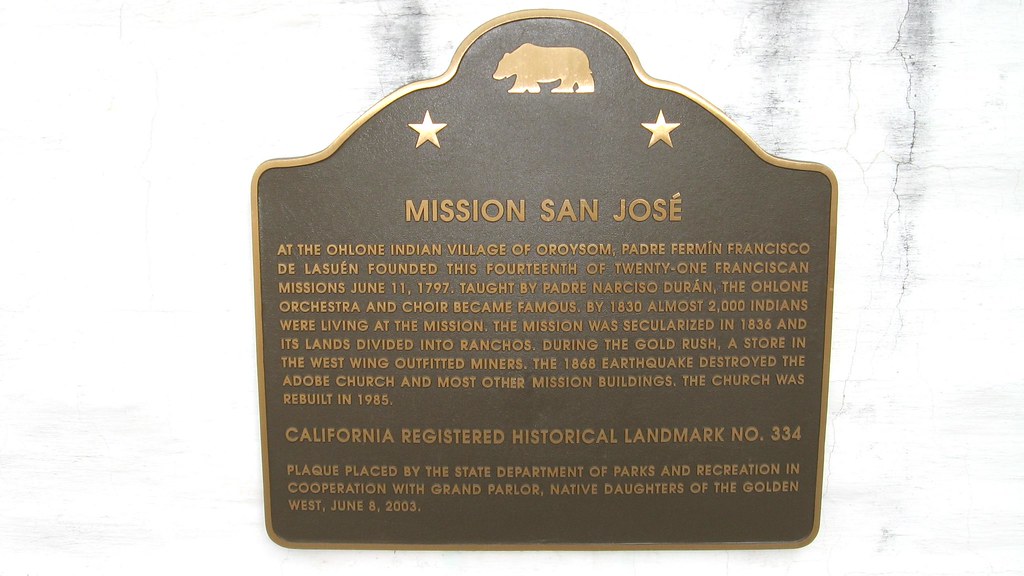 MISSION SAN JOSÉ
AT THE OHLONE INDIAN VILLAGE OF OROYSOM, PADRE FERMÍN FRANCISCO
DE LASUÉN FOUNDED THIS FOURTEENTH OF TWENTY-ONE FRANCISCAN
MISSIONS JUNE 11, 1797. TAUGHT BY PADRE NARCISO DURÁN, THE OHLONE
ORCHESTRA AND CHOIR BECAME FAMOUS. BY 1830 ALMOST 2,000 INDIANS
WERE LIVING AT THE MISSION. THE MISSION WAS SECULARIZED IN 1836 AND
ITS LANDS DIVIDED INTO RANCHOS. DURING THE GOLD RUSH, A STORE IN
THE WEST WING OUTFITTED MINERS. THE 1868 EARTHQUAKE DESTROYED THE
ADOBE CHURCH AND MOST OTHER MISSION BUILDINGS. THE CHURCH WAS
REBUILT IN 1985.
CALIFORNIA REGISTERED HISTORICAL LANDMARK NO. 334
PLAQUE PLACED BY THE STATE DEPARTMENT OF PARKS AND RECREATION IN
COOPERATION WITH GRAND PARLOR, NATIVE DAUGHTERS OF THE GOLDEN
WEST, JUNE 8, 2003.